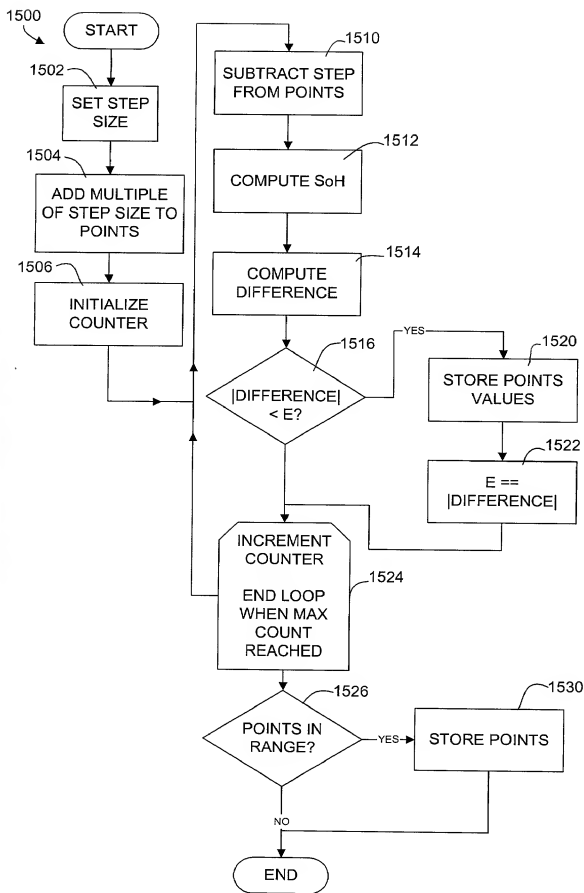 1500
START
1502
SET STEP
SIZE
1504
ADD MULTIPLE
OF STEP SIZE TO
POINTS
1506
INITIALIZE
COUNTER
1510
SUBTRACT STEP
FROM POINTS
1512
COMPUTE SoH
1514
COMPUTE
DIFFERENCE
1516
|DIFFERENCE|
< E?
YES
1520
STORE POINTS
VALUES
1522
E ==
|DIFFERENCE|
INCREMENT
COUNTER
END LOOP
WHEN MAX
COUNT
REACHED
1524
1526
POINTS IN
RANGE?
YES
1530
STORE POINTS
NO
END